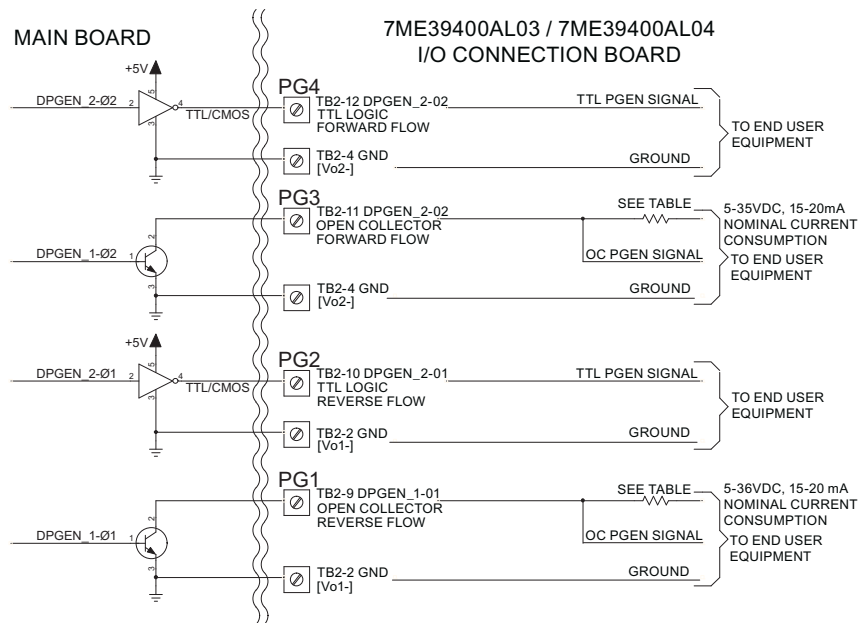 MAIN BOARD
7ME39400AL03 / 7ME39400AL04
I/O CONNECTION BOARD
+5V
DPGEN_2-Ø2
2
5
4
3
TTL/CMOS
PG4
TB2-12 DPGEN_2-02
TTL LOGIC
FORWARD FLOW
TTL PGEN SIGNAL
TB2-4 GND
[Vo2-]
GROUND
TO END USER
EQUIPMENT
DPGEN_1-Ø2
1
2
3
PG3
TB2-11 DPGEN_2-02
OPEN COLLECTOR
FORWARD FLOW
SEE TABLE
OC PGEN SIGNAL
TB2-4 GND
[Vo2-]
GROUND
5-35VDC, 15-20mA
NOMINAL CURRENT
CONSUMPTION
TO END USER
EQUIPMENT
+5V
DPGEN_2-Ø1
2
5
4
3
TTL/CMOS
PG2
TB2-10 DPGEN_2-01
TTL LOGIC
REVERSE FLOW
TTL PGEN SIGNAL
TB2-2 GND
[Vo1-]
GROUND
TO END USER
EQUIPMENT
DPGEN_1-Ø1
1
2
3
PG1
TB2-9 DPGEN_1-01
OPEN COLLECTOR
REVERSE FLOW
SEE TABLE
OC PGEN SIGNAL
TB2-2 GND
[Vo1-]
GROUND
5-36VDC, 15-20 mA
NOMINAL CURRENT
CONSUMPTION
TO END USER
EQUIPMENT